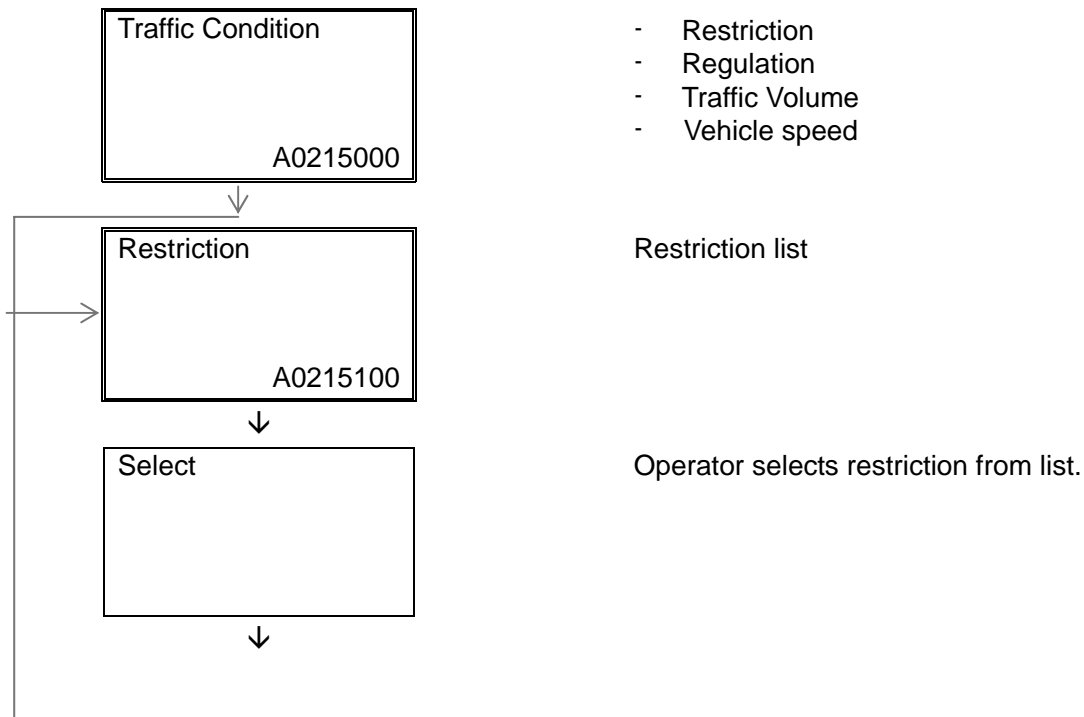 Traffic Condition
A0215000
- Restriction
- Regulation
- Traffic Volume
- Vehicle speed
Restriction
A0215100
Restriction list
Select
Operator selects restriction from list.